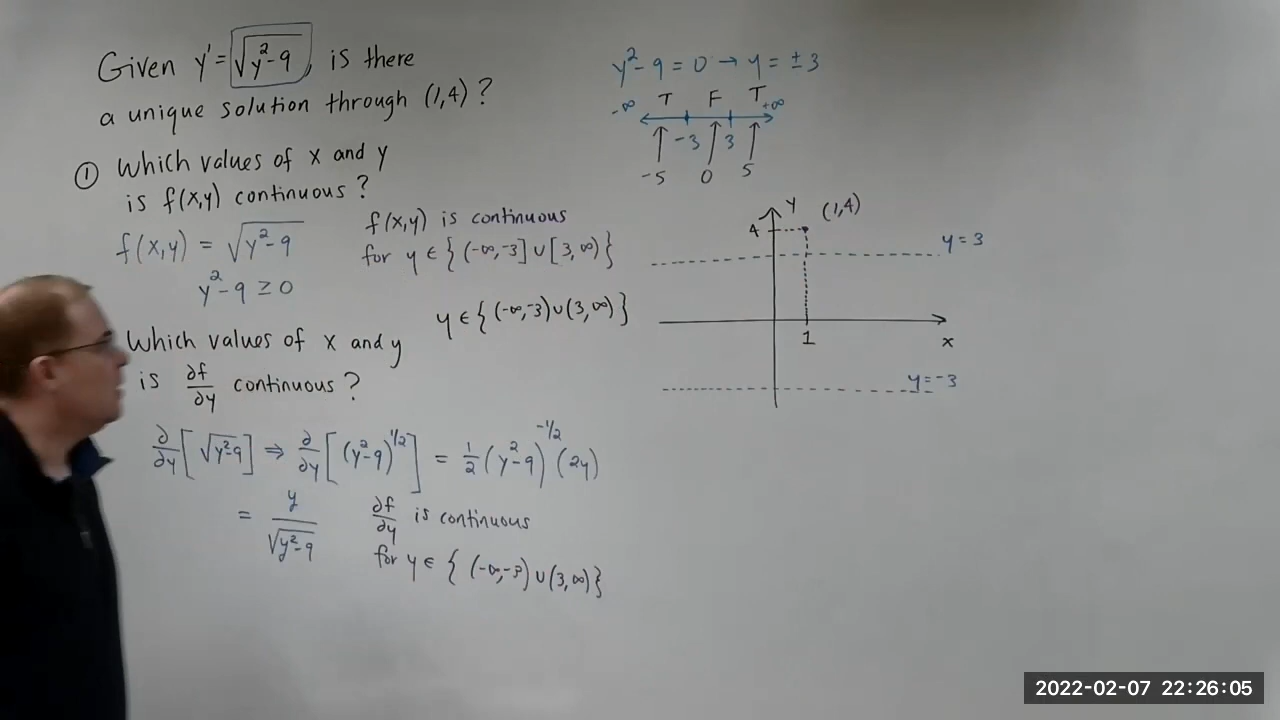 Given y' = √(y²-9), is there
a unique solution through (1,4)?
① Which values of x and y
is f(x,y) continuous?
f(x,y) = √(y²-9)
y²-9 ≥ 0
f(x,y) is continuous
for y ∈ { (-∞,-3] ∪ [3,∞) }
y ∈ { (-∞,-3) ∪ (3,∞) }
Which values of x and y
is ∂f/∂y continuous?
∂/∂y [ √(y²-9) ] ⇒ ∂/∂y [ (y²-9)^(1/2) ] = 1/2 (y²-9)^(-1/2) (2y)
= y/√(y²-9)
∂f/∂y is continuous
for y ∈ { (-∞,-3) ∪ (3,∞) }
y²-9 = 0 → y = ±3
T F T
-∞ +∞
-3 3
-5 0 5
y (1,4)
4
y = 3
1
x
y = -3
2022-02-07 22:26:05